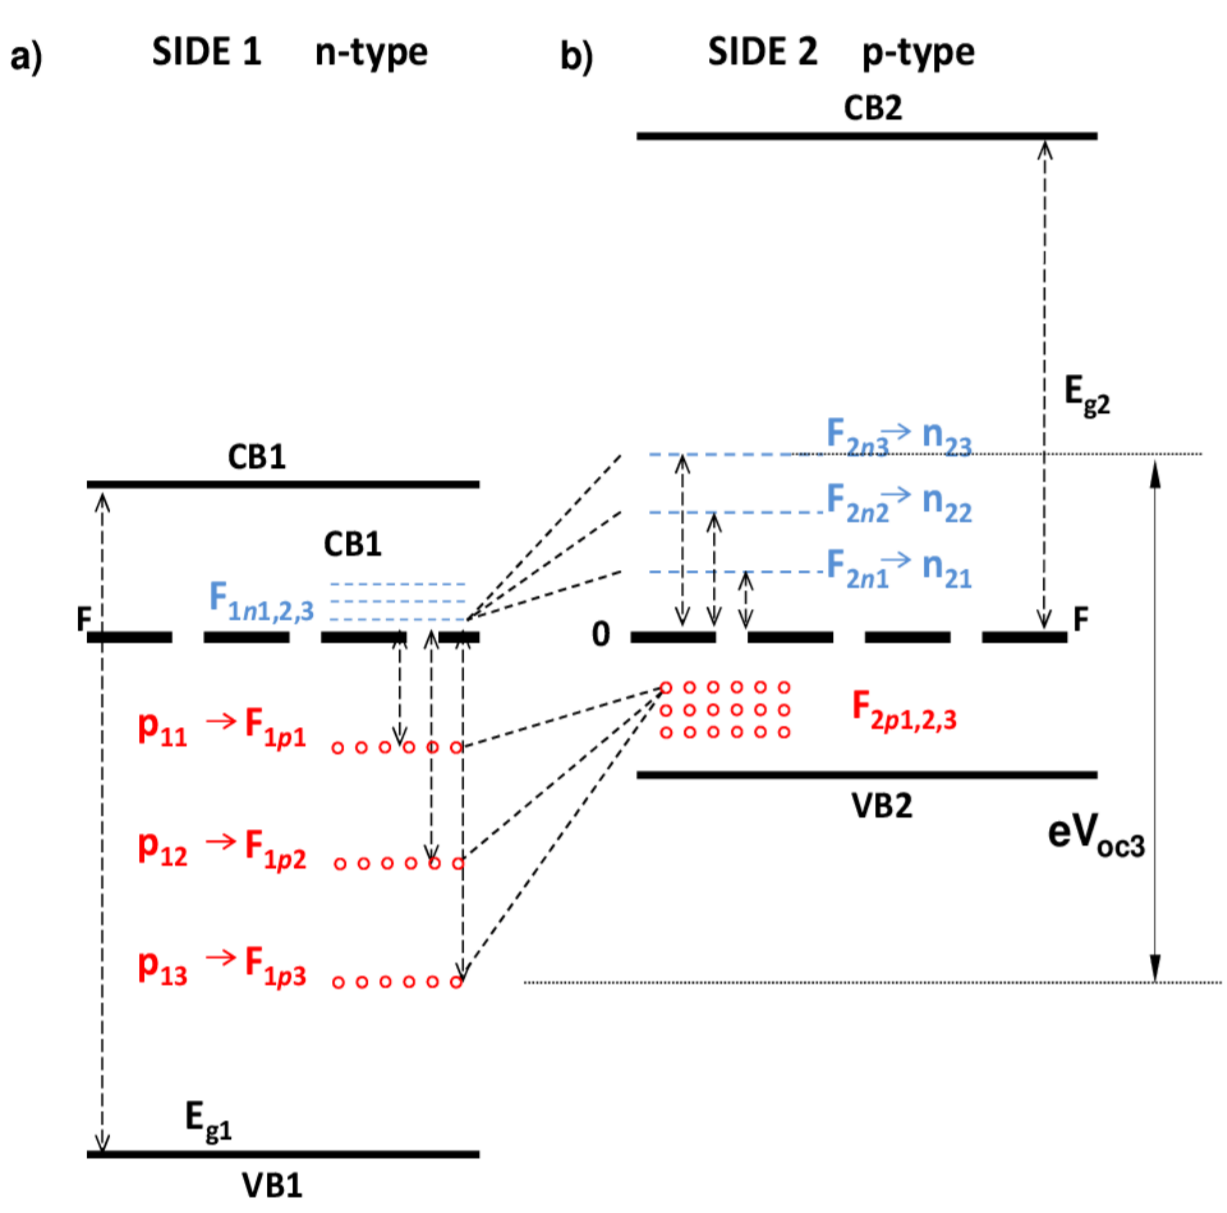 a) SIDE 1 n-type
CB1
CB1
F1n1,2,3
F
p11 → F1p1
p12 → F1p2
p13 → F1p3
Eg1
VB1
b) SIDE 2 p-type
CB2
Eg2
F2n3 → n23
F2n2 → n22
F2n1 → n21
0
F
F2p1,2,3
VB2
eVoc3